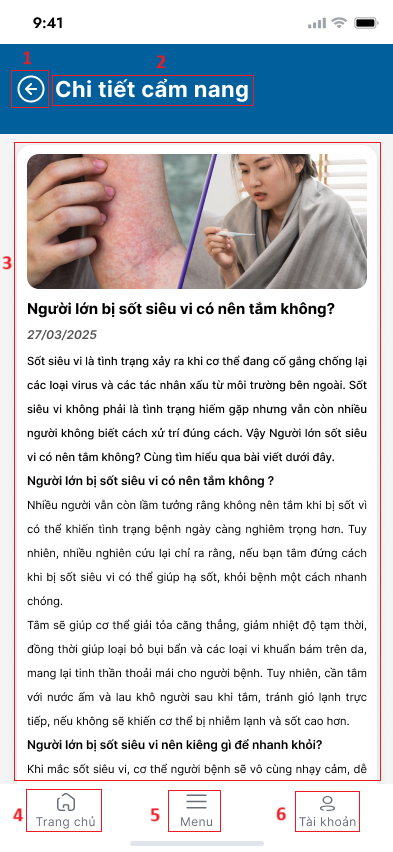 9:41
1
2
Chi tiết cẩm nang
3
Người lớn bị sốt siêu vi có nên tắm không?
27/03/2025
Sốt siêu vi là tình trạng xảy ra khi cơ thể đang cố gắng chống lại
các loại virus và các tác nhân xấu từ môi trường bên ngoài. Sốt
siêu vi không phải là tình trạng hiếm gặp nhưng vẫn còn nhiều
người không biết cách xử trí đúng cách. Vậy Người lớn sốt siêu
vi có nên tắm không? Cùng tìm hiểu qua bài viết dưới đây.
Người lớn bị sốt siêu vi có nên tắm không ?
Nhiều người vẫn còn lầm tưởng rằng không nên tắm khi bị sốt vì
có thể khiến tình trạng bệnh ngày càng nghiêm trọng hơn. Tuy
nhiên, nhiều nghiên cứu lại chỉ ra rằng, nếu bạn tắm đứng cách
khi bị sốt siêu vi có thể giúp hạ sốt, khỏi bệnh một cách nhanh
chóng.
Tắm sẽ giúp cơ thể giải tỏa căng thẳng, giảm nhiệt độ tạm thời,
đồng thời giúp loại bỏ bụi bẩn và các loại vi khuẩn bám trên da,
mang lại tinh thần thoải mái cho người bệnh. Tuy nhiên, cần tắm
với nước ấm và lau khô người sau khi tắm, tránh gió lạnh trực
tiếp, nếu không sẽ khiến cơ thể bị nhiễm lạnh và sốt cao hơn.
Người lớn bị sốt siêu vi nên kiêng gì để nhanh khỏi?
Khi mắc sốt siêu vi, cơ thể người bệnh sẽ vô cùng nhạy cảm, dễ
4
Trang chủ
5
Menu
6
Tài khoản